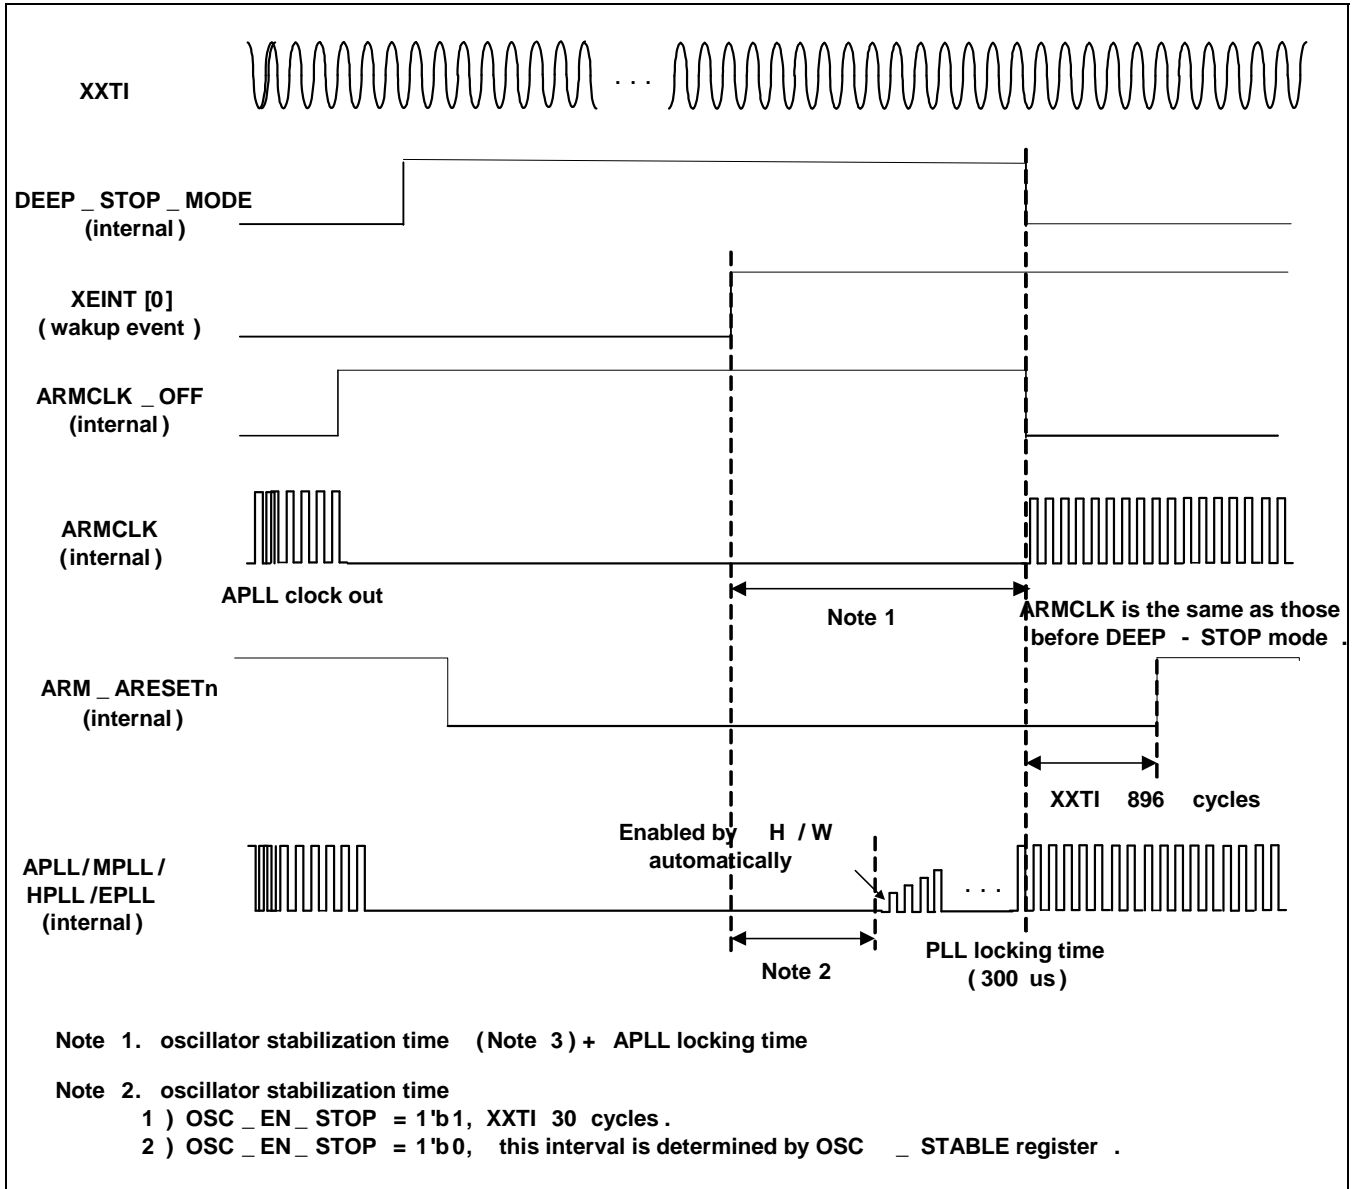 XXTI
. . .
DEEP _ STOP _ MODE
(internal )
XEINT [0]
( wakup event )
ARMCLK _ OFF
(internal )
ARMCLK
(internal )
APLL clock out
Note 1
ARMCLK is the same as those
before DEEP - STOP mode .
ARM _ ARESETn
(internal )
XXTI 896 cycles
Enabled by H / W
automatically
APLL / MPLL /
HPLL / EPLL
(internal )
. . .
Note 2
PLL locking time
( 300 us )
Note 1. oscillator stabilization time (Note 3 ) + APLL locking time
Note 2. oscillator stabilization time
1 ) OSC _ EN _ STOP = 1'b1, XXTI 30 cycles .
2 ) OSC _ EN _ STOP = 1'b0, this interval is determined by OSC _ STABLE register .